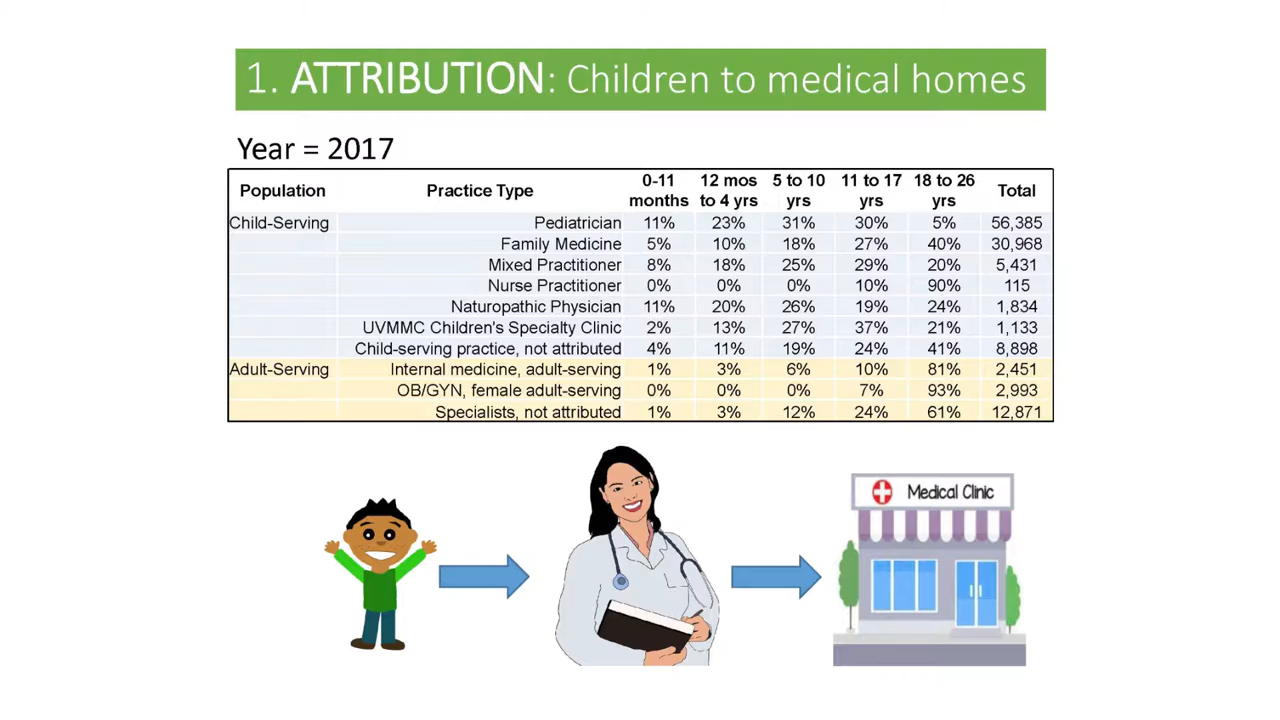 1. ATTRIBUTION: Children to medical homes
Year = 2017
Population Practice Type 0-11 months 12 mos to 4 yrs 5 to 10 yrs 11 to 17 yrs 18 to 26 yrs Total
Child-Serving Pediatrician 11% 23% 31% 30% 5% 56,385
Family Medicine 5% 10% 18% 27% 40% 30,968
Mixed Practitioner 8% 18% 25% 29% 20% 5,431
Nurse Practitioner 0% 0% 0% 10% 90% 115
Naturopathic Physician 11% 20% 26% 19% 24% 1,834
UVMMC Children's Specialty Clinic 2% 13% 27% 37% 21% 1,133
Child-serving practice, not attributed 4% 11% 19% 24% 41% 8,898
Adult-Serving Internal medicine, adult-serving 1% 3% 6% 10% 81% 2,451
OB/GYN, female adult-serving 0% 0% 0% 7% 93% 2,993
Specialists, not attributed 1% 3% 12% 24% 61% 12,871
Medical Clinic